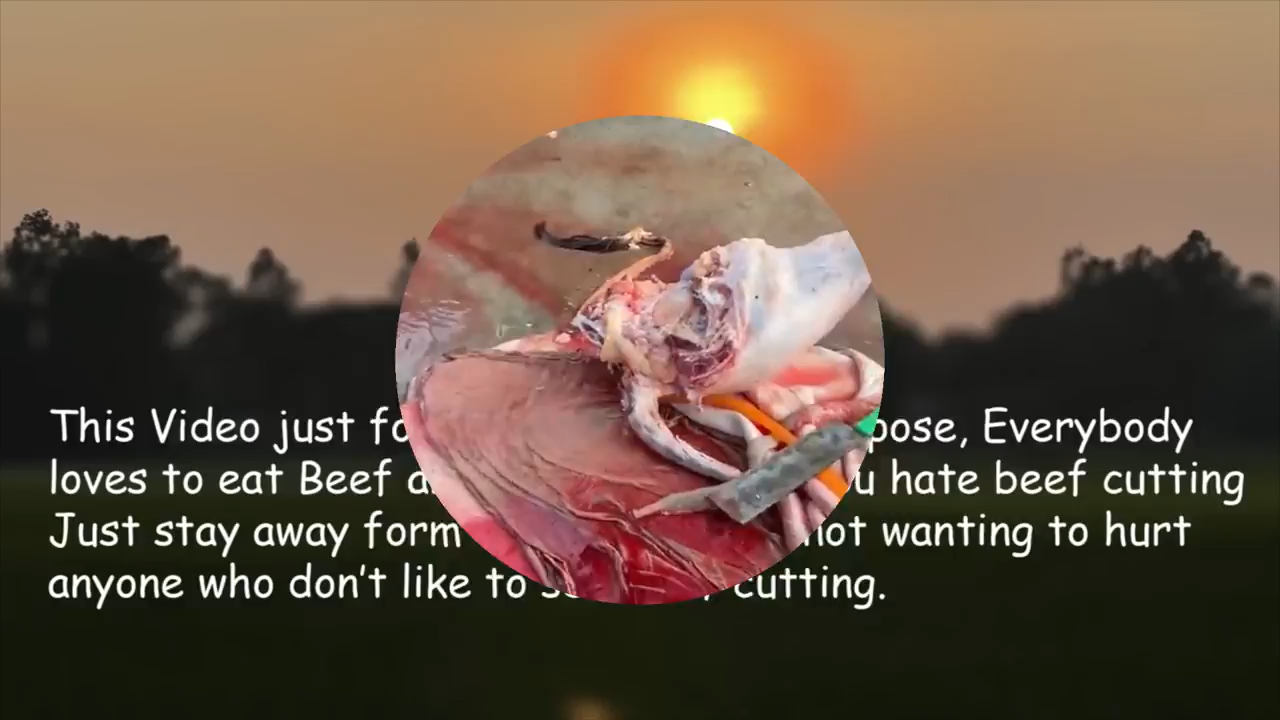 This Video just fo pose, Everybody
loves to eat Beef a u hate beef cutting
Just stay away form not wanting to hurt
anyone who don't like to s cutting.